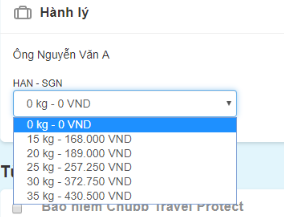 Hành lý
Ông Nguyễn Văn A
HAN - SGN
0 kg - 0 VND
0 kg - 0 VND
15 kg - 168.000 VND
20 kg - 189.000 VND
25 kg - 257.250 VND
30 kg - 372.750 VND
35 kg - 430.500 VND
Bảo hiểm Chubb Travel Protect